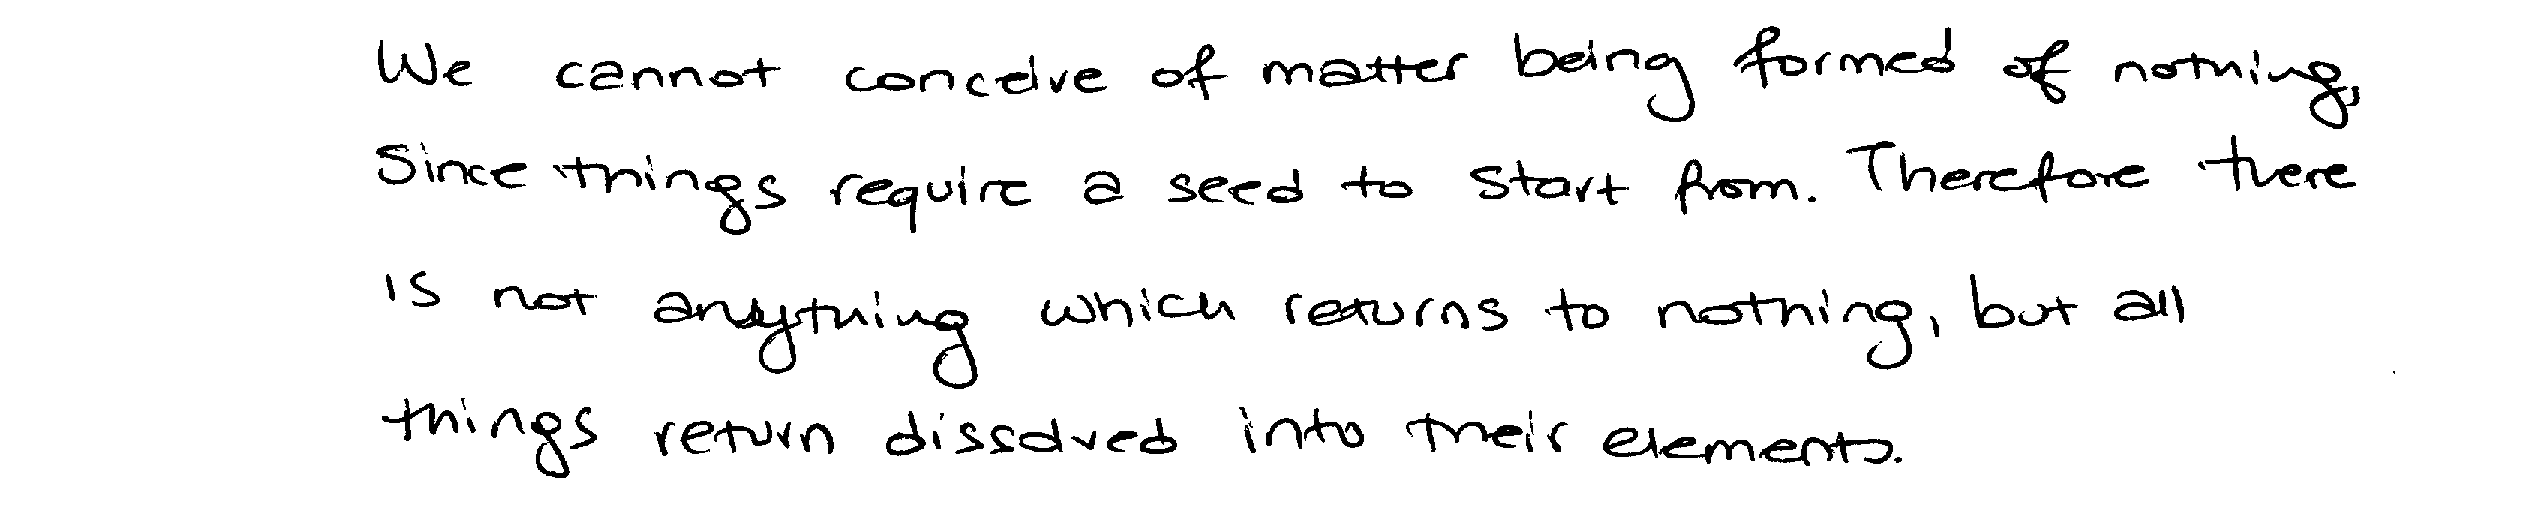 We cannot conceive of matter being formed of nothing,
Since things require a seed to start from. Therefore there
is not anything which returns to nothing, but all
things return dissolved into their elements.